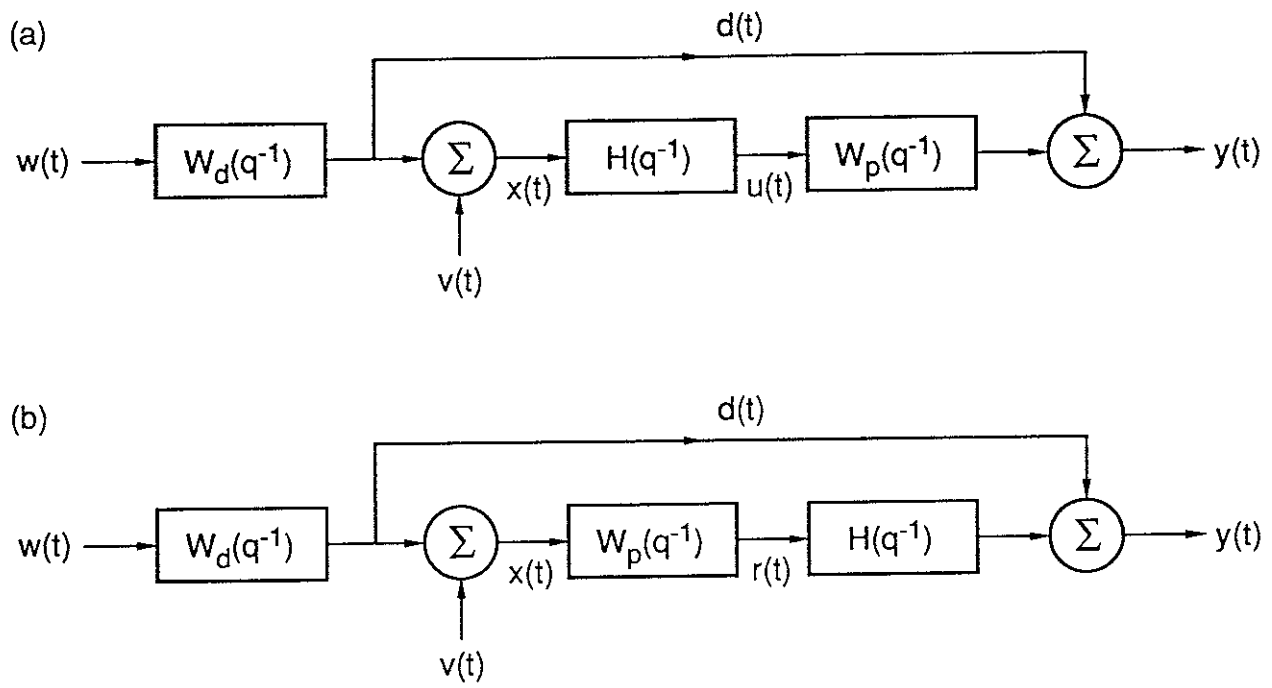 (a)
d(t)
w(t) W_d(q⁻¹) Σ x(t) H(q⁻¹) u(t) W_p(q⁻¹) Σ y(t)
v(t)
(b)
d(t)
w(t) W_d(q⁻¹) Σ x(t) W_p(q⁻¹) r(t) H(q⁻¹) Σ y(t)
v(t)